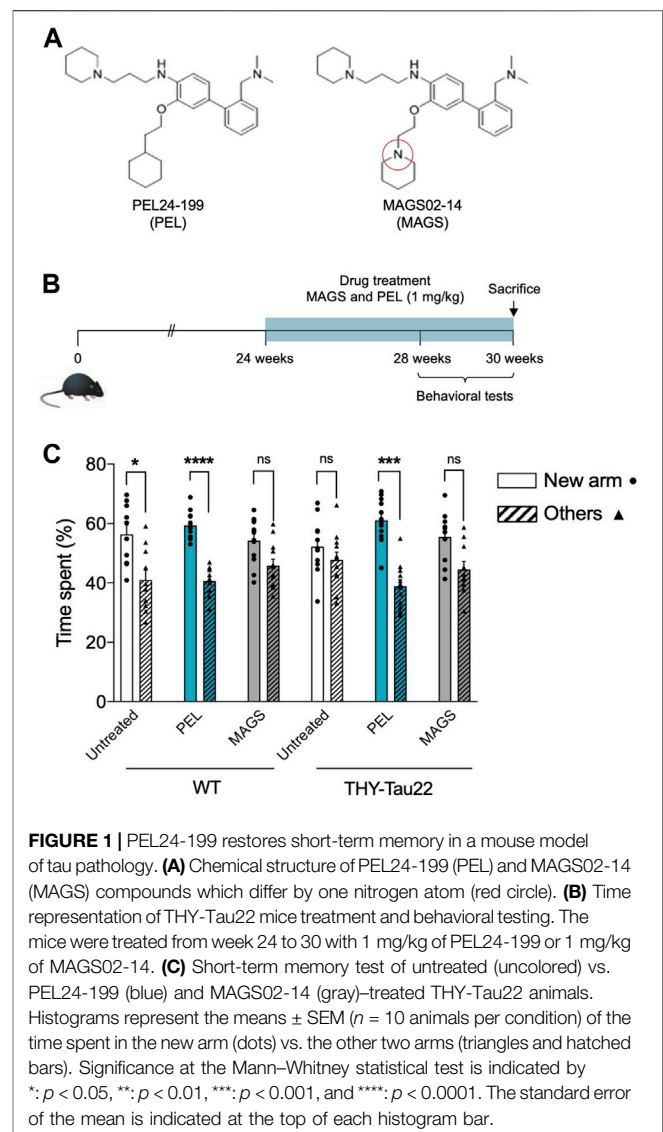 A
H
N
N
N
O
PEL24-199
(PEL)
H
N
N
N
O
N
MAGS02-14
(MAGS)
B
Drug treatment
MAGS and PEL (1 mg/kg)
Sacrifice
0
//
24 weeks
28 weeks
30 weeks
Behavioral tests
C
Time spent (%)
80
60
40
20
0
*
****
ns
ns
***
ns
New arm ●
Others ▲
Untreated
PEL
MAGS
Untreated
PEL
MAGS
WT
THY-Tau22
FIGURE 1 | PEL24-199 restores short-term memory in a mouse model
of tau pathology. (A) Chemical structure of PEL24-199 (PEL) and MAGS02-14
(MAGS) compounds which differ by one nitrogen atom (red circle). (B) Time
representation of THY-Tau22 mice treatment and behavioral testing. The
mice were treated from week 24 to 30 with 1 mg/kg of PEL24-199 or 1 mg/kg
of MAGS02-14. (C) Short-term memory test of untreated (uncolored) vs.
PEL24-199 (blue) and MAGS02-14 (gray)–treated THY-Tau22 animals.
Histograms represent the means ± SEM (n = 10 animals per condition) of the
time spent in the new arm (dots) vs. the other two arms (triangles and hatched
bars). Significance at the Mann–Whitney statistical test is indicated by
*: p < 0.05, **: p < 0.01, ***: p < 0.001, and ****: p < 0.0001. The standard error
of the mean is indicated at the top of each histogram bar.